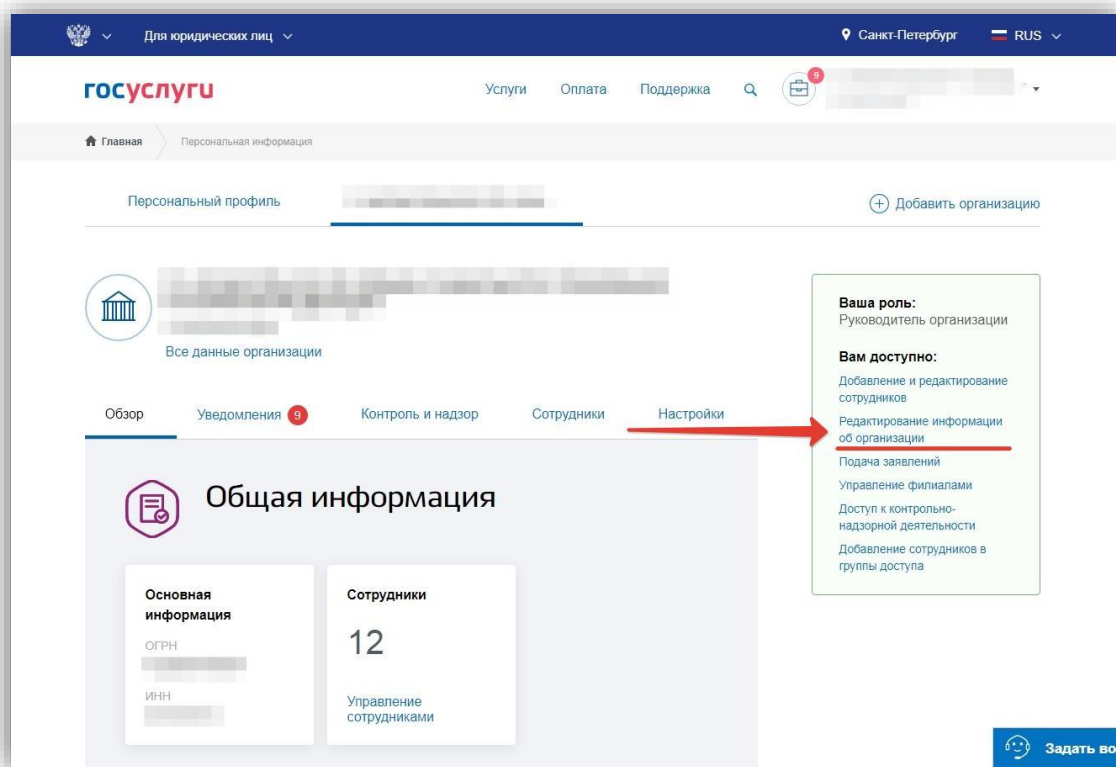 Для юридических лиц
Санкт-Петербург
RUS
госуслуги
Услуги
Оплата
Поддержка
9
Главная
Персональная информация
Персональный профиль
Добавить организацию
Все данные организации
Ваша роль:
Руководитель организации
Вам доступно:
Добавление и редактирование
сотрудников
Редактирование информации
об организации
Подача заявлений
Управление филиалами
Доступ к контрольно-
надзорной деятельности
Добавление сотрудников в
группы доступа
Обзор
Уведомления 9
Контроль и надзор
Сотрудники
Настройки
Общая информация
Основная
информация
ОГРН
ИНН
Сотрудники
12
Управление
сотрудниками
Задать во